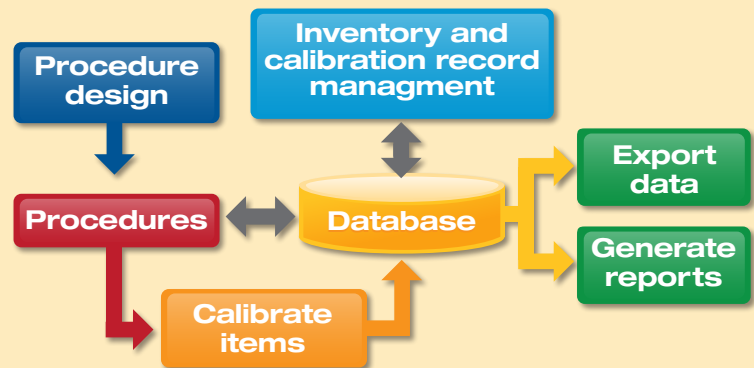 Procedure
design
Inventory and
calibration record
managment
Procedures
Database
Export
data
Generate
reports
Calibrate
items